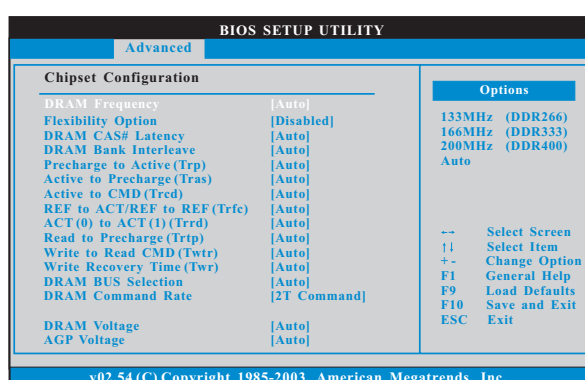 BIOS SETUP UTILITY
Advanced
Chipset Configuration
DRAM Frequency [Auto]
Flexibility Option [Disabled]
DRAM CAS# Latency [Auto]
DRAM Bank Interleave [Auto]
Precharge to Active (Trp) [Auto]
Active to Precharge (Tras) [Auto]
Active to CMD (Trcd) [Auto]
REF to ACT/REF to REF (Trfc) [Auto]
ACT (0) to ACT (1) (Trrd) [Auto]
Read to Precharge (Trtp) [Auto]
Write to Read CMD (Twtr) [Auto]
Write Recovery Time (Twr) [Auto]
DRAM BUS Selection [Auto]
DRAM Command Rate [2T Command]
DRAM Voltage [Auto]
AGP Voltage [Auto]
Options
133MHz (DDR266)
166MHz (DDR333)
200MHz (DDR400)
Auto
←→ Select Screen
↑↓ Select Item
+- Change Option
F1 General Help
F9 Load Defaults
F10 Save and Exit
ESC Exit
v02.54 (C) Copyright 1985-2003, American Megatrends, Inc.